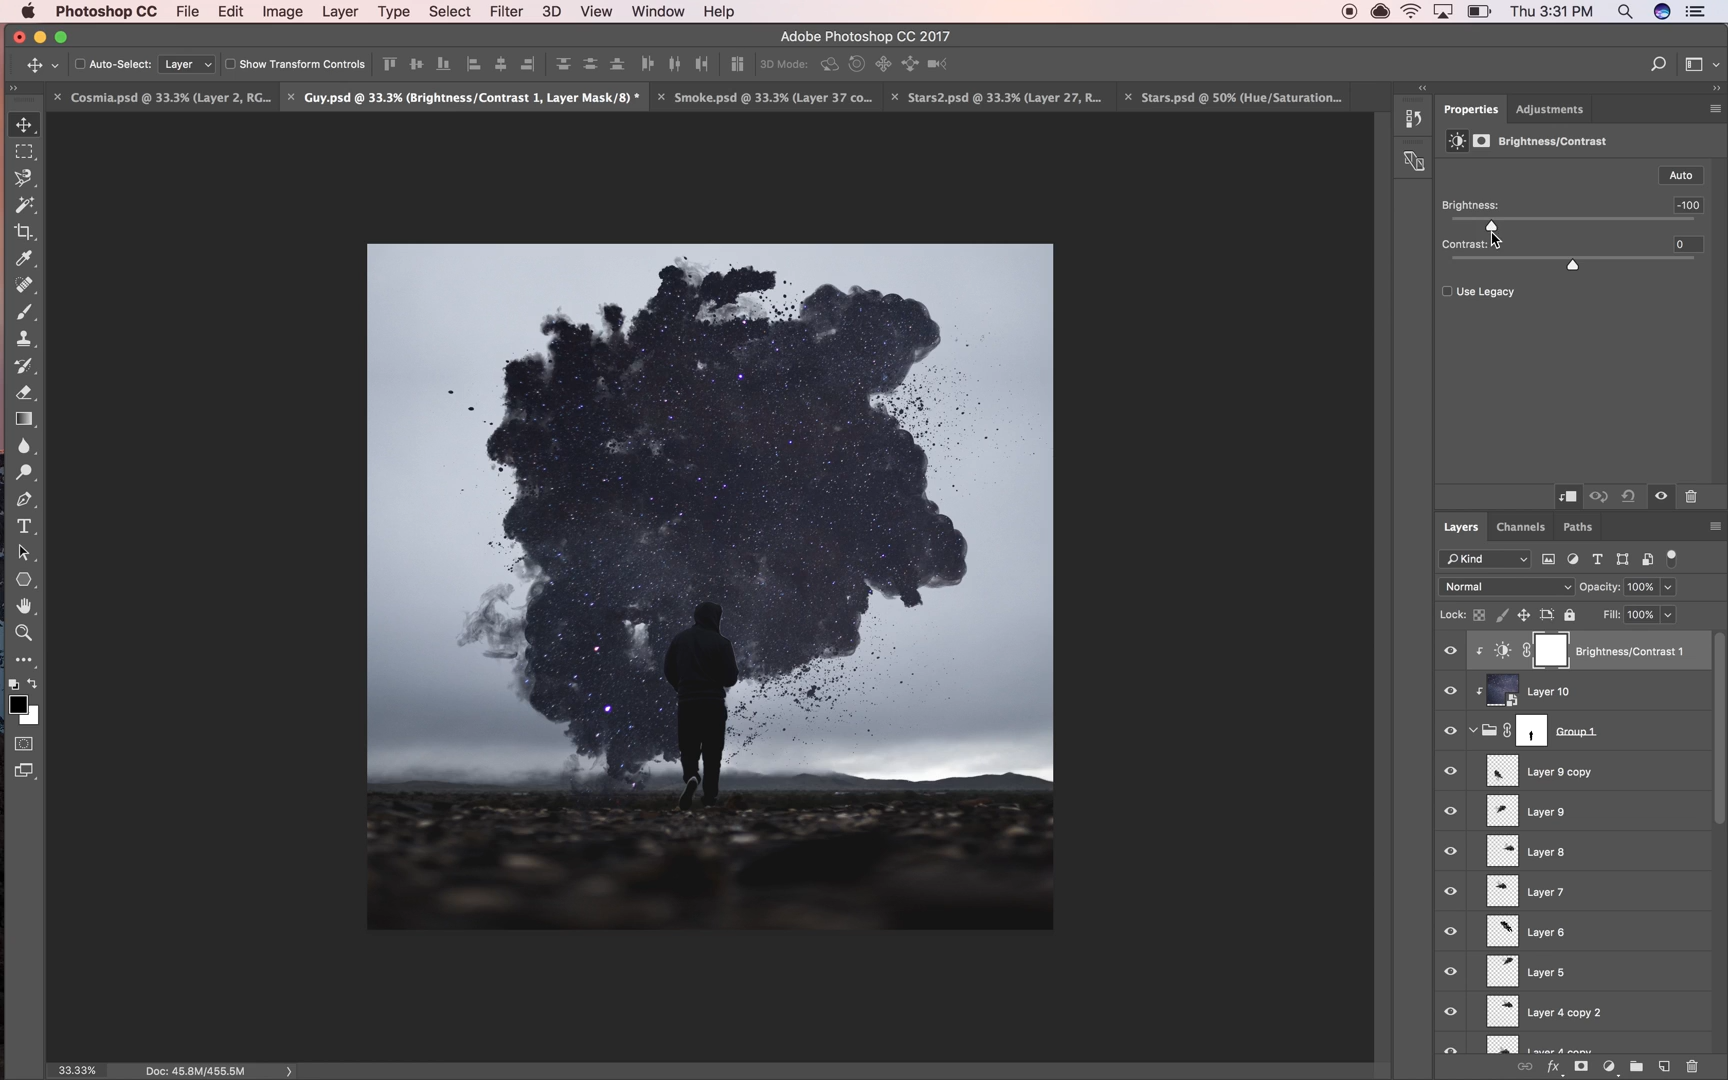 Photoshop CC File Edit Image Layer Type Select Filter 3D View Window Help Thu 3:31 PM
Adobe Photoshop CC 2017
Auto-Select: Layer Show Transform Controls 3D Mode:
Cosmia.psd @ 33.3% (Layer 2, RG... Guy.psd @ 33.3% (Brightness/Contrast 1, Layer Mask/8) * Smoke.psd @ 33.3% (Layer 37 co... Stars2.psd @ 33.3% (Layer 27, R... Stars.psd @ 50% (Hue/Saturation...
Properties Adjustments
Brightness/Contrast
Auto
Brightness: -100
Contrast: 0
Use Legacy
Layers Channels Paths
Kind
Normal Opacity: 100%
Lock: Fill: 100%
Brightness/Contrast 1
Layer 10
Group 1
Layer 9 copy
Layer 9
Layer 8
Layer 7
Layer 6
Layer 5
Layer 4 copy 2
Layer 4 copy
33.33% Doc: 45.8M/455.5M